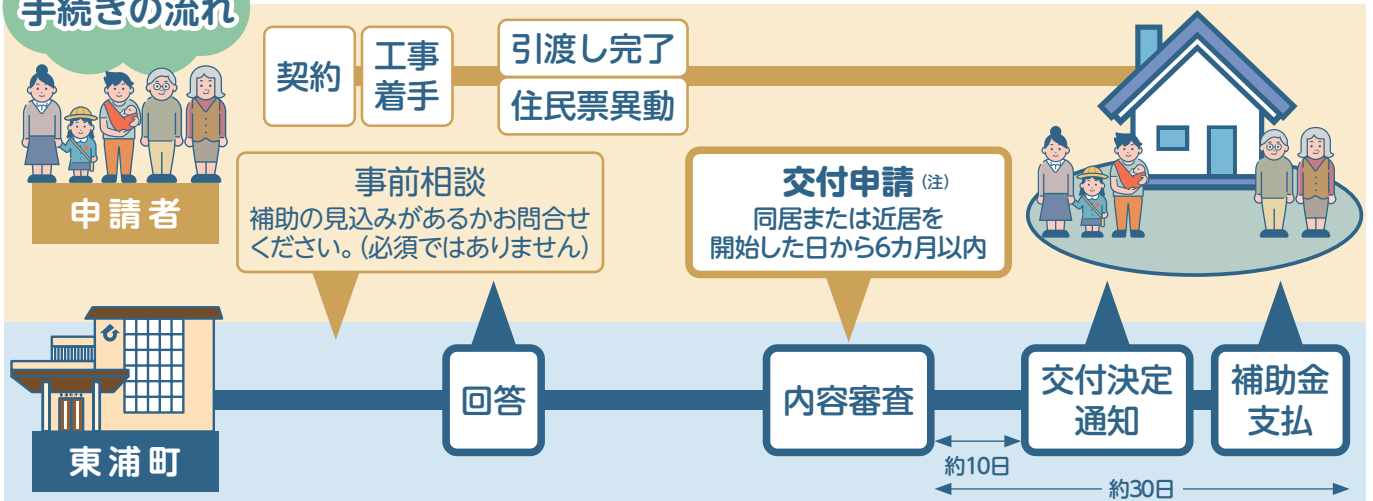 手続きの流れ
契約
工事
着手
引渡し完了
住民票異動
申請者
事前相談
補助の見込みがあるかお問合せ
ください。(必須ではありません)
交付申請(注)
同居または近居を
開始した日から6カ月以内
東浦町
回答
内容審査
交付決定
通知
補助金
支払
約10日
約30日